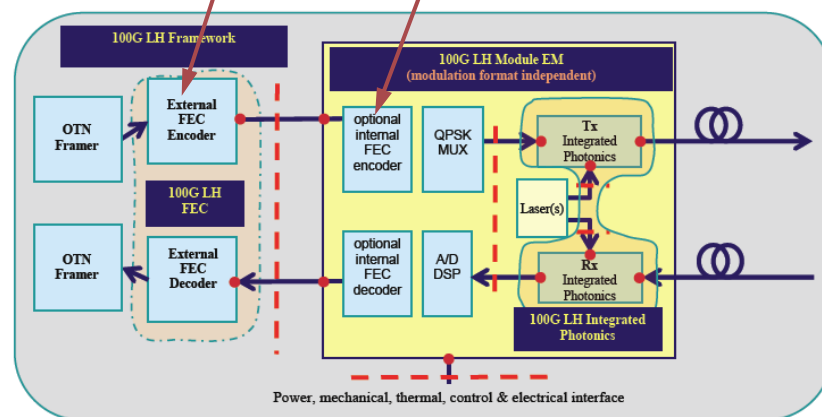 100G LH Framework
100G LH Module EM
(modulation format independent)
OTN
Framer
External
FEC
Encoder
optional
internal
FEC
encoder
QPSK
MUX
Tx
Integrated
Photonics
100G LH
FEC
Laser(s)
OTN
Framer
External
FEC
Decoder
optional
internal
FEC
decoder
A/D
DSP
Rx
Integrated
Photonics
100G LH Integrated
Photonics
Power, mechanical, thermal, control & electrical interface